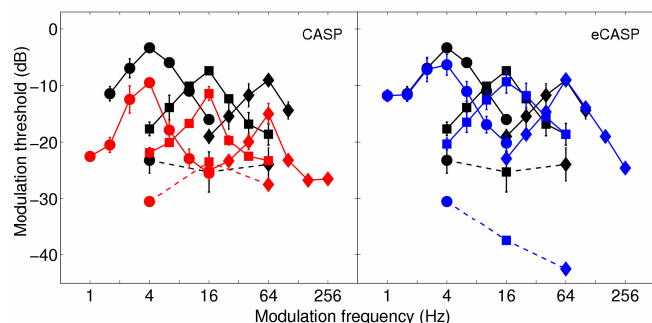 CASP
eCASP
0
−10
−20
−30
−40
Modulation threshold (dB)
1 4 16 64 256
1 4 16 64 256
Modulation frequency (Hz)